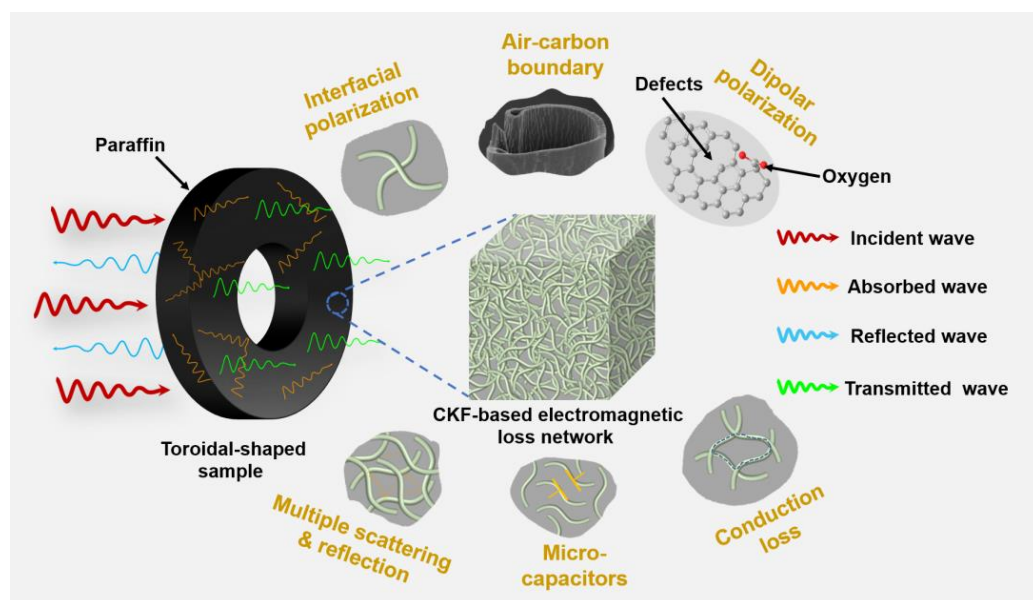 Air-carbon
boundary
Interfacial
polarization
Dipolar
polarization
Defects
Oxygen
Paraffin
Incident wave
Absorbed wave
Reflected wave
Transmitted wave
CKF-based electromagnetic
loss network
Toroidal-shaped
sample
Multiple scattering
& reflection
Micro-
capacitors
Conduction
loss